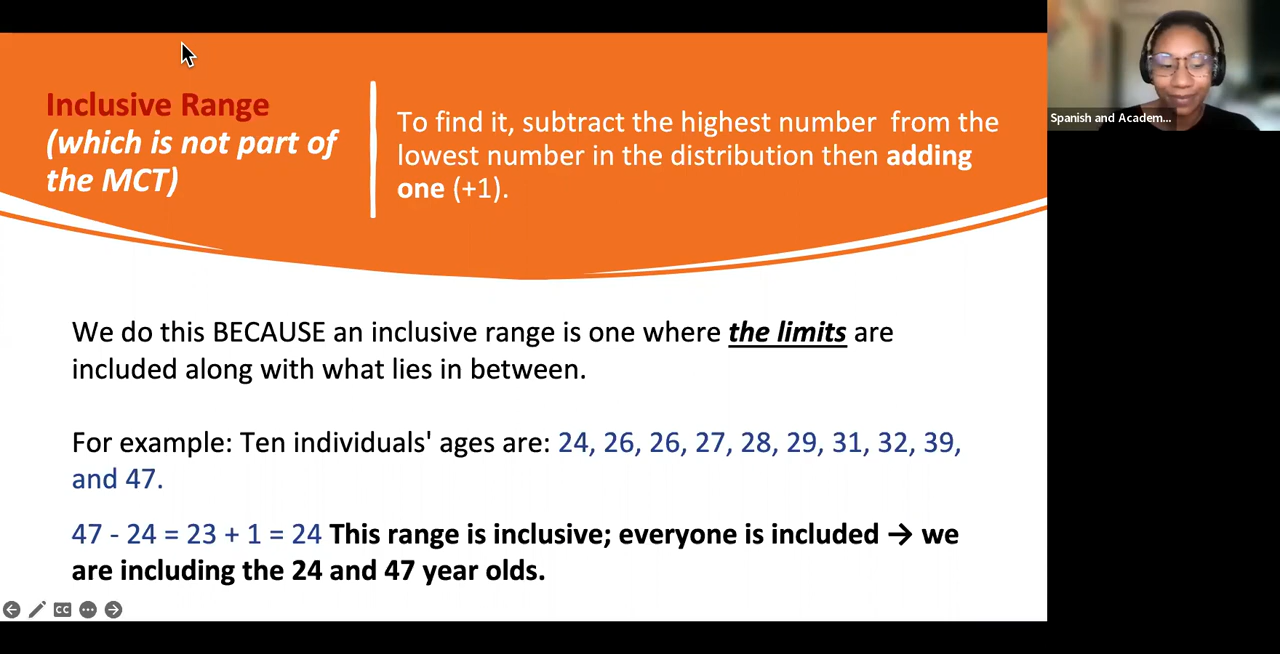 Inclusive Range
(which is not part of
the MCT)
To find it, subtract the highest number from the
lowest number in the distribution then adding
one (+1).
We do this BECAUSE an inclusive range is one where the limits are
included along with what lies in between.
For example: Ten individuals' ages are: 24, 26, 26, 27, 28, 29, 31, 32, 39,
and 47.
47 - 24 = 23 + 1 = 24 This range is inclusive; everyone is included → we
are including the 24 and 47 year olds.
CC
Spanish and Academ...